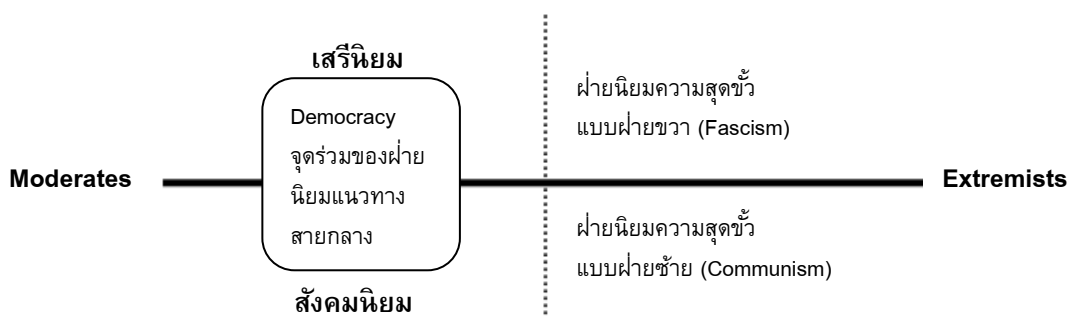 เสรีนิยม
Democracy
จุดร่วมของฝ่าย
นิยมแนวทาง
สายกลาง
สังคมนิยม
Moderates
ฝ่ายนิยมความสุดขั้ว
แบบฝ่ายขวา (Fascism)
Extremists
ฝ่ายนิยมความสุดขั้ว
แบบฝ่ายซ้าย (Communism)